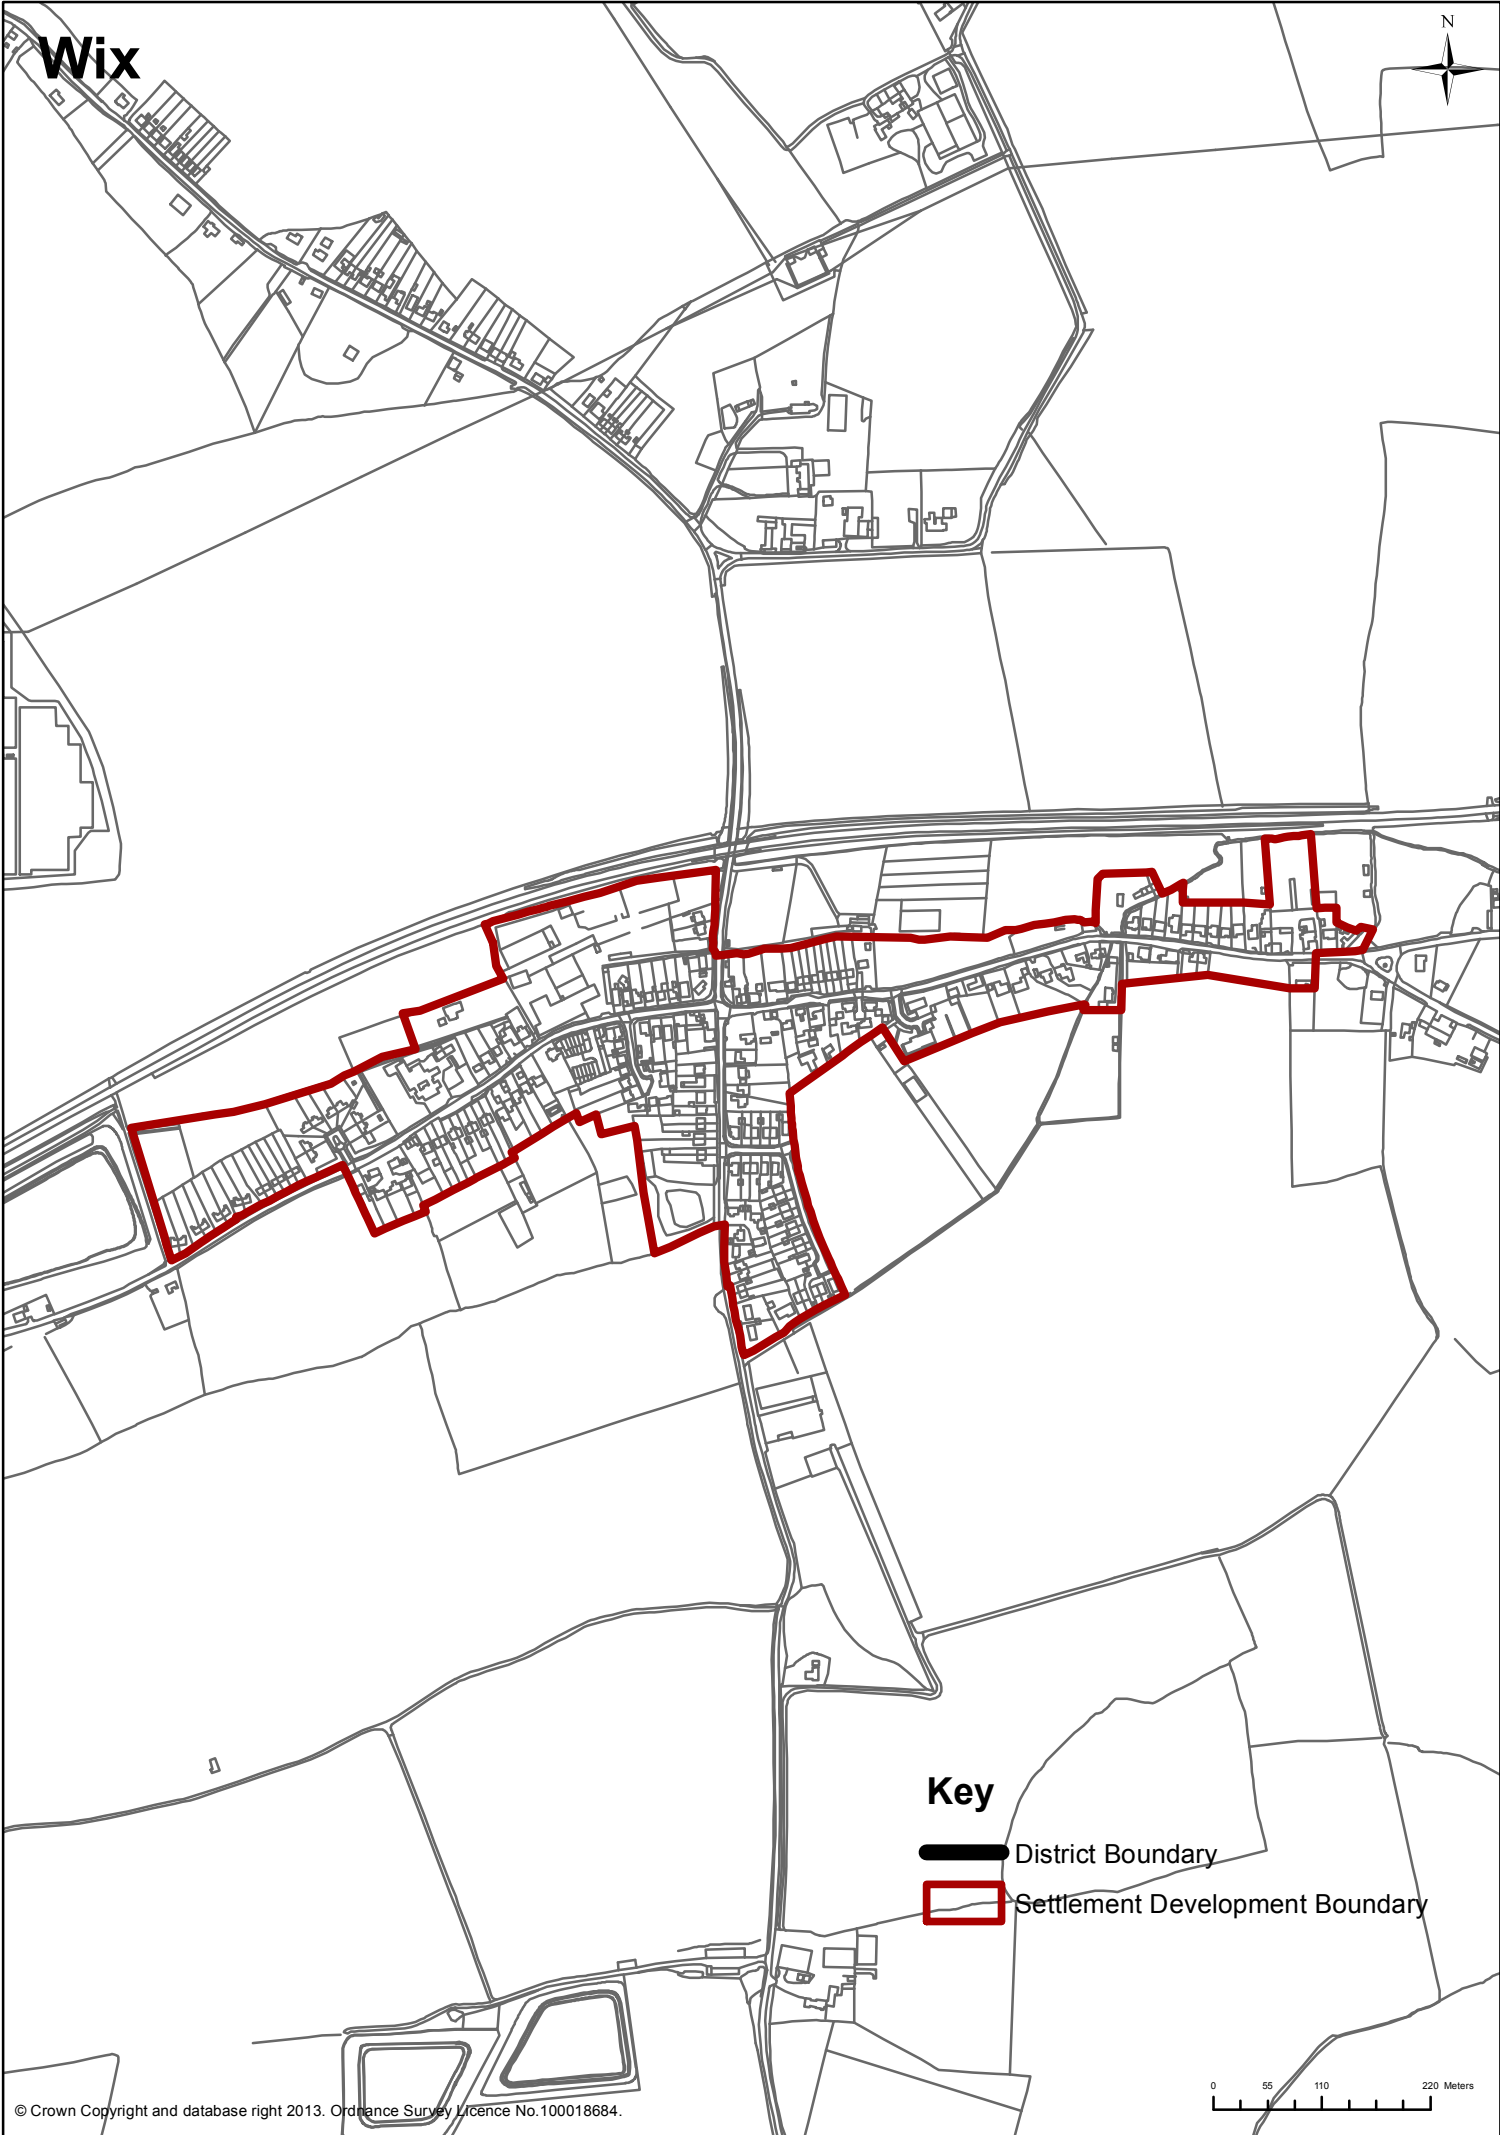 Wix
N
Key
District Boundary
Settlement Development Boundary
0 55 110 220 Meters
© Crown Copyright and database right 2013. Ordnance Survey Licence No.100018684.